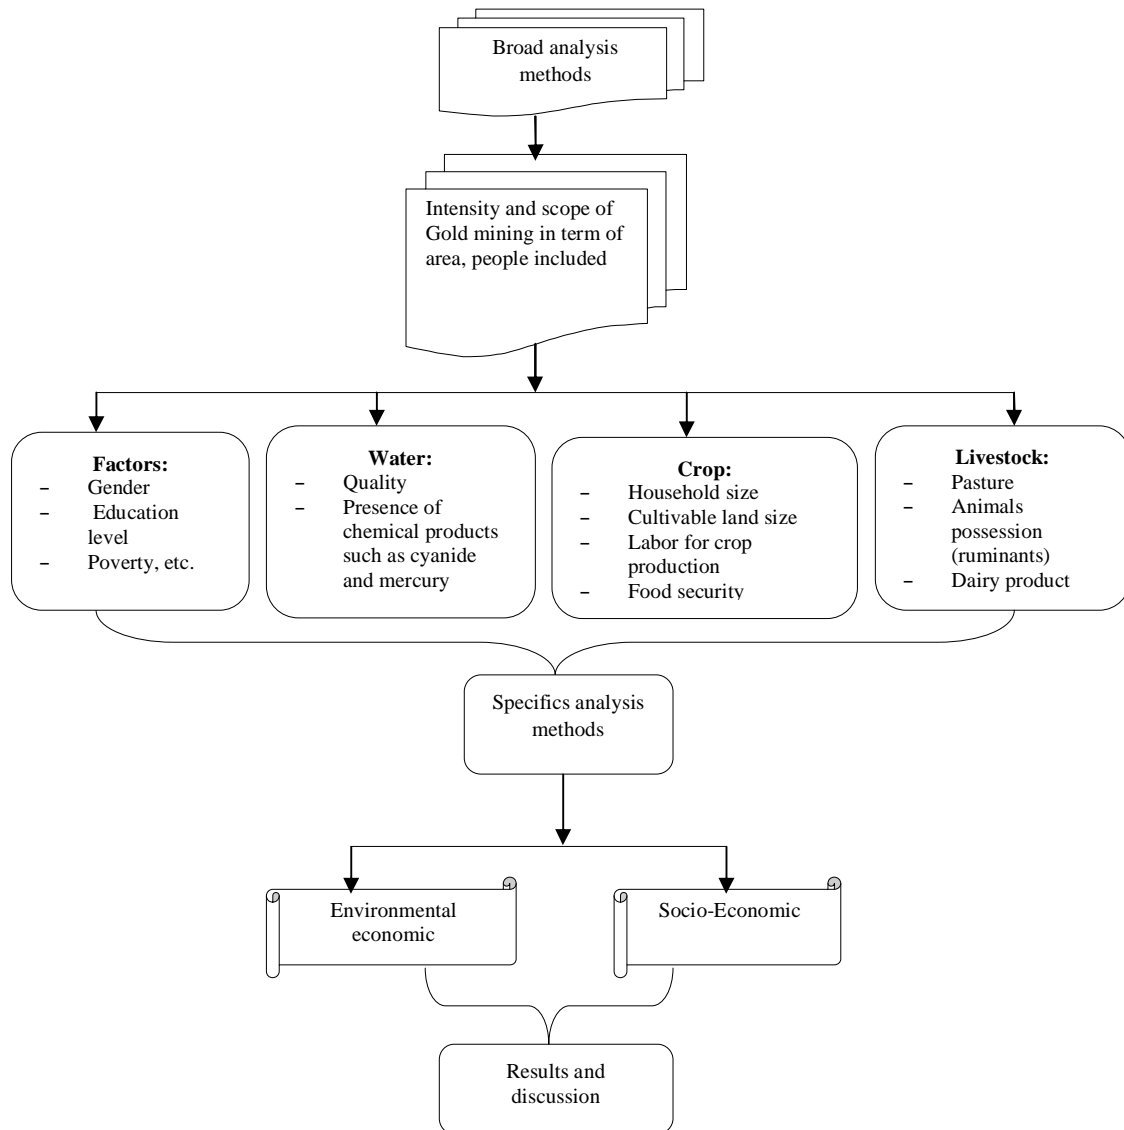 Broad analysis
methods
Intensity and scope of
Gold mining in term of
area, people included
Factors:
- Gender
- Education
level
- Poverty, etc.
Water:
- Quality
- Presence of
chemical products
such as cyanide
and mercury
Crop:
- Household size
- Cultivable land size
- Labor for crop
production
- Food security
Livestock:
- Pasture
- Animals
possession
(ruminants)
- Dairy product
Specifics analysis
methods
Environmental
economic
Socio-Economic
Results and
discussion